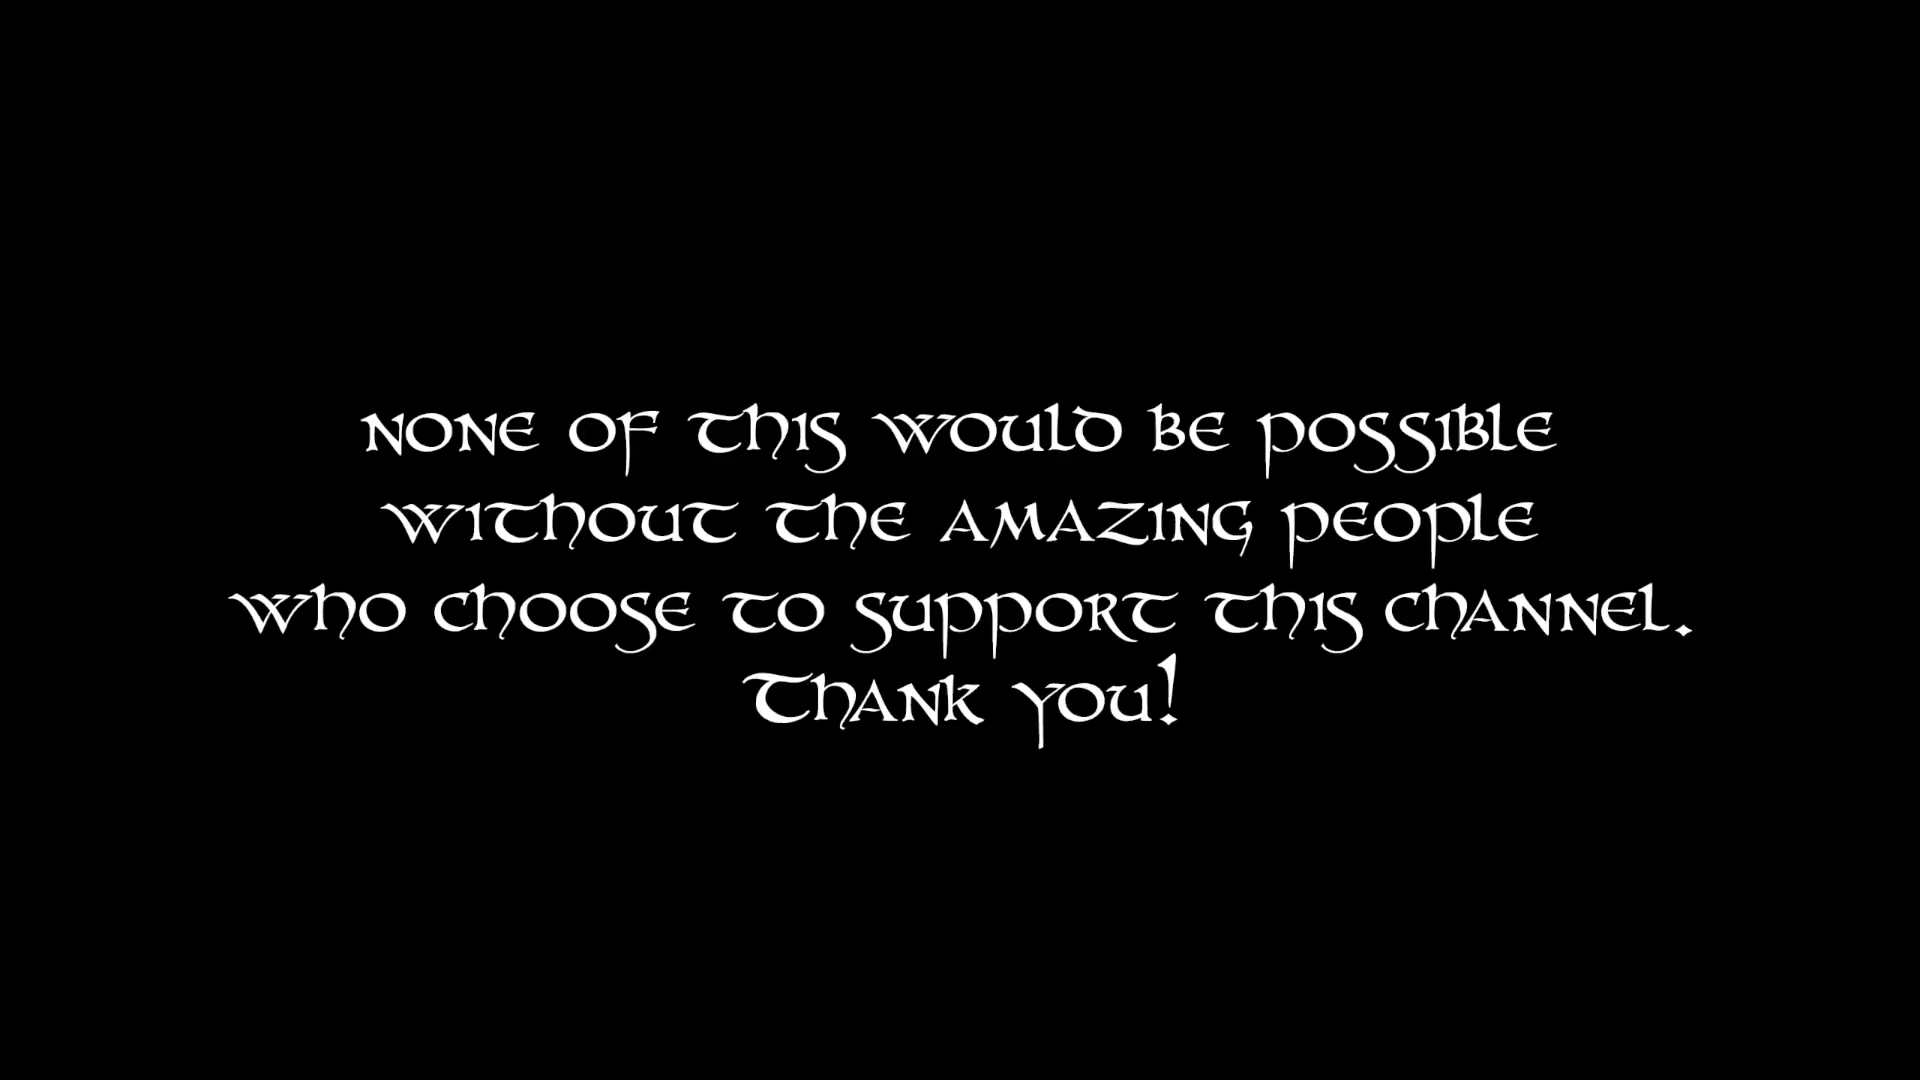 None of this would be possible
without the amazing people
who choose to support this channel.
Thank you!